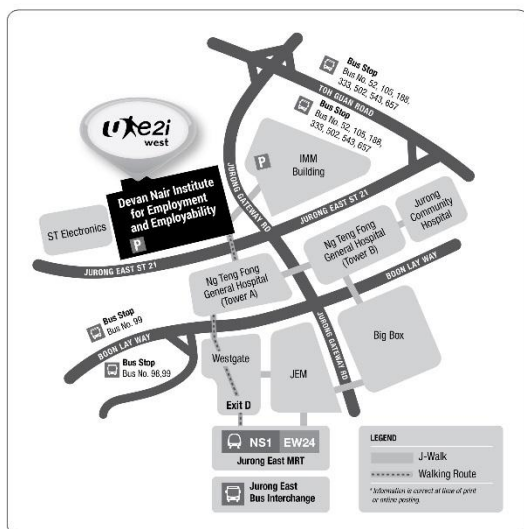 Bus Stop
Bus No. 52, 105, 188,
333, 502, 543, 657
TOH GUAN ROAD
Bus Stop
Bus No. 52, 105, 188,
333, 502, 543, 657
e2i
west
IMM
Building
P
JURONG GATEWAY RD
Devan Nair Institute
for Employment
and Employability
P
ST Electronics
JURONG EAST ST 21
JURONG EAST ST 21
Jurong
Community
Hospital
Ng Teng Fong
General Hospital
(Tower B)
Ng Teng Fong
General Hospital
(Tower A)
BOON LAY WAY
Bus Stop
Bus No. 99
BOON LAY WAY
Bus Stop
Bus No. 96,99
Westgate
Exit D
JEM
JURONG GATEWAY RD
Big Box
NS1 EW24
Jurong East MRT
Jurong East
Bus Interchange
LEGEND
J-Walk
Walking Route
* Information is correct at time of print
or online posting.